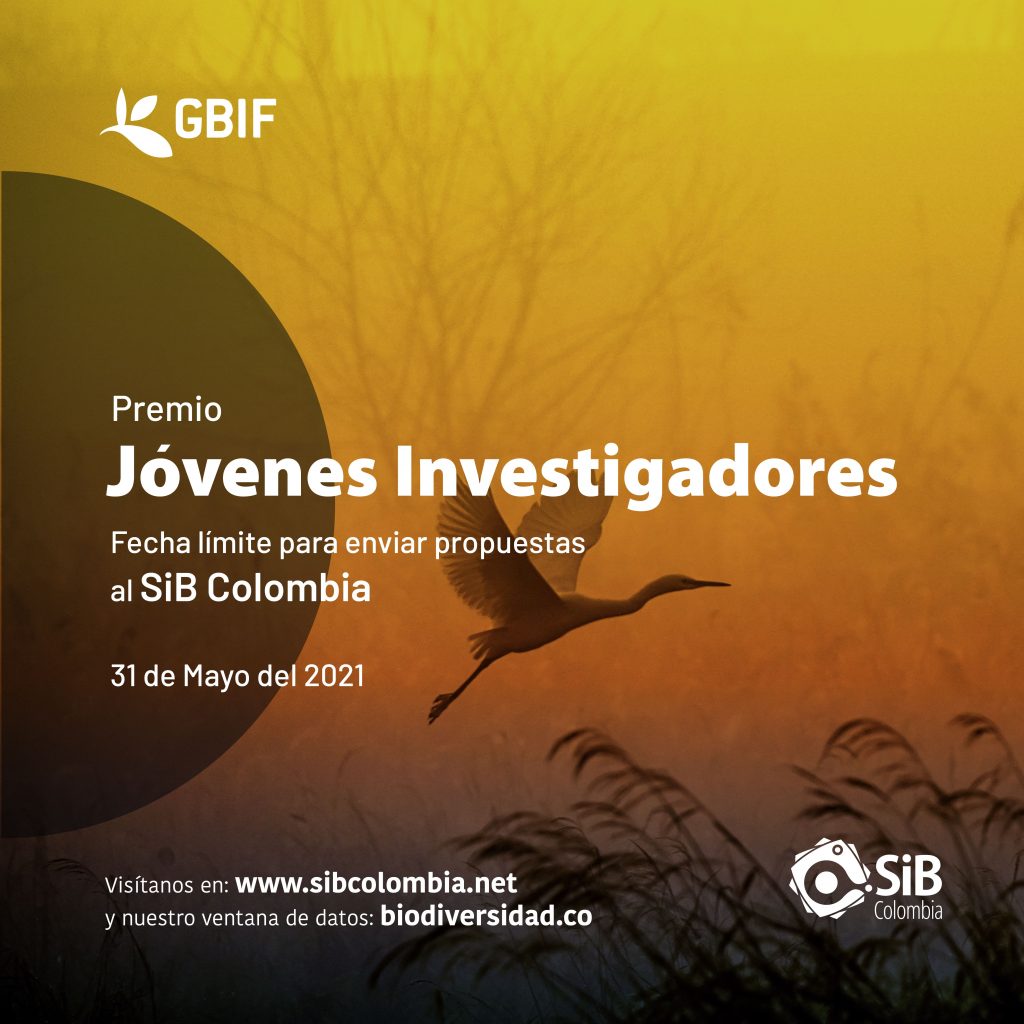 GBIF
Premio
Jóvenes Investigadores
Fecha límite para enviar propuestas
al SiB Colombia
31 de Mayo del 2021
Visítanos en: www.sibcolombia.net
y nuestro ventana de datos: biodiversidad.co
SiB
Colombia